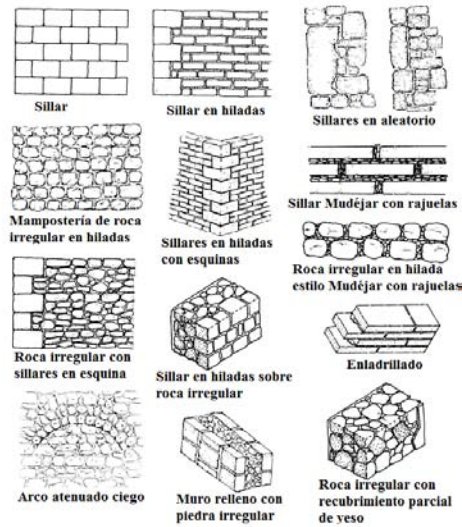 Sillar
Sillar en hiladas
Sillares en aleatorio
Mampostería de roca
irregular en hiladas
Sillares en hiladas
con esquinas
Sillar Mudéjar con rajuelas
Roca irregular en hilada
estilo Mudéjar con rajuelas
Roca irregular con
sillares en esquina
Sillar en hiladas sobre
roca irregular
Enladrillado
Arco atenuado ciego
Muro relleno con
piedra irregular
Roca irregular con
recubrimiento parcial
de yeso